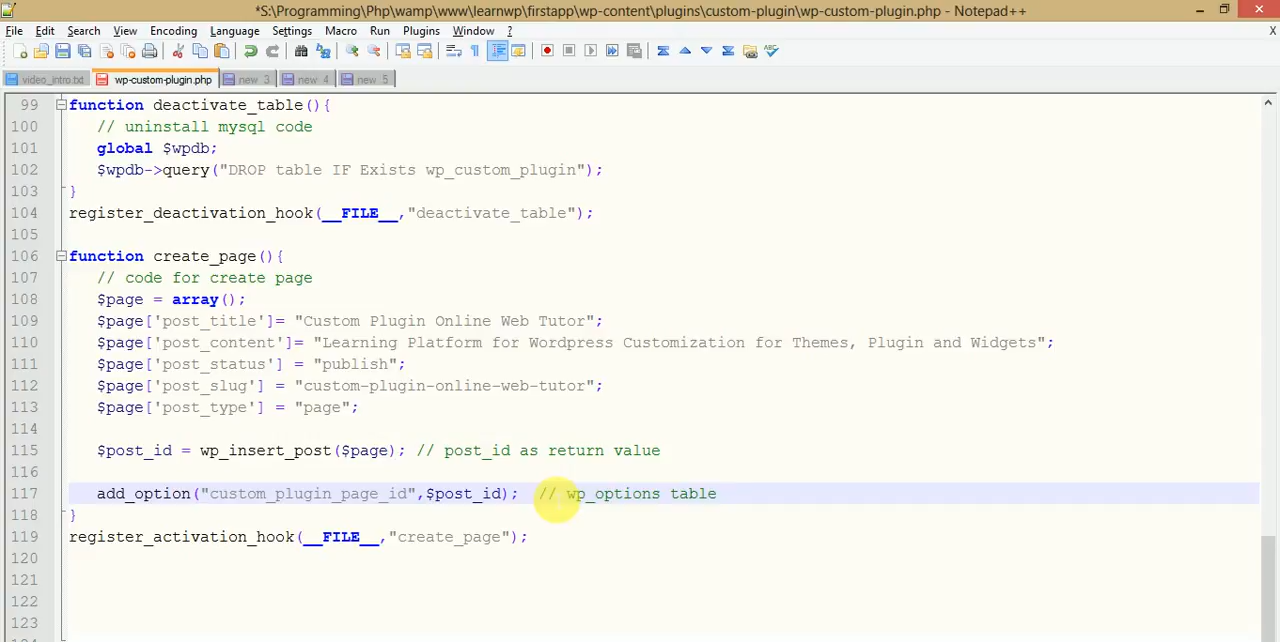 *S:\Programming\Php\wamp\www\learnwp\firstapp\wp-content\plugins\custom-plugin\wp-custom-plugin.php - Notepad++
File Edit Search View Encoding Language Settings Macro Run Plugins Window ?
video_intro.txt wp-custom-plugin.php new 3 new 4 new 5
99 function deactivate_table(){
100 // uninstall mysql code
101 global $wpdb;
102 $wpdb->query("DROP table IF Exists wp_custom_plugin");
103 }
104 register_deactivation_hook(__FILE__,"deactivate_table");
105
106 function create_page(){
107 // code for create page
108 $page = array();
109 $page['post_title']= "Custom Plugin Online Web Tutor";
110 $page['post_content']= "Learning Platform for Wordpress Customization for Themes, Plugin and Widgets";
111 $page['post_status'] = "publish";
112 $page['post_slug'] = "custom-plugin-online-web-tutor";
113 $page['post_type'] = "page";
114
115 $post_id = wp_insert_post($page); // post_id as return value
116
117 add_option("custom_plugin_page_id",$post_id); // wp_options table
118 }
119 register_activation_hook(__FILE__,"create_page");
120
121
122
123